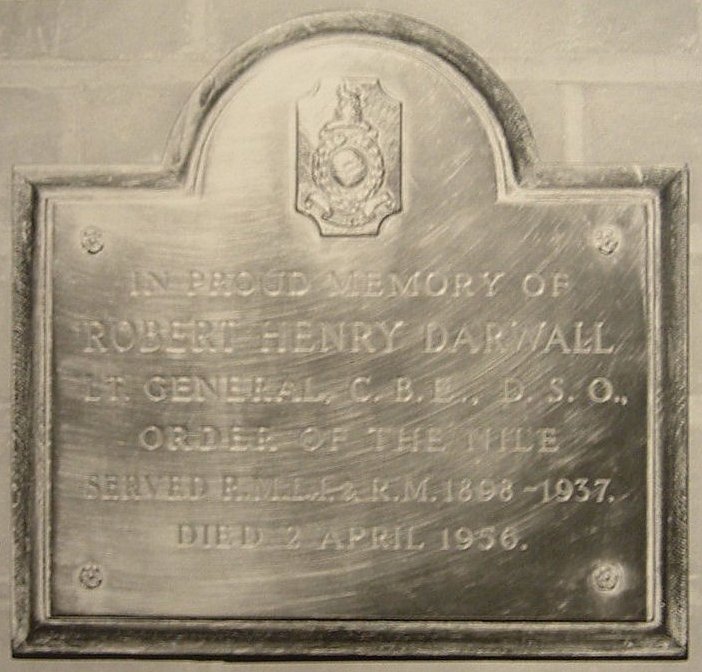 IN PROUD MEMORY OF
ROBERT HENRY DARWALL
LT. GENERAL, C.B.E., D.S.O.,
ORDER OF THE NILE
SERVED R.M.L.I. & R.M. 1898-1937.
DIED 2 APRIL 1956.